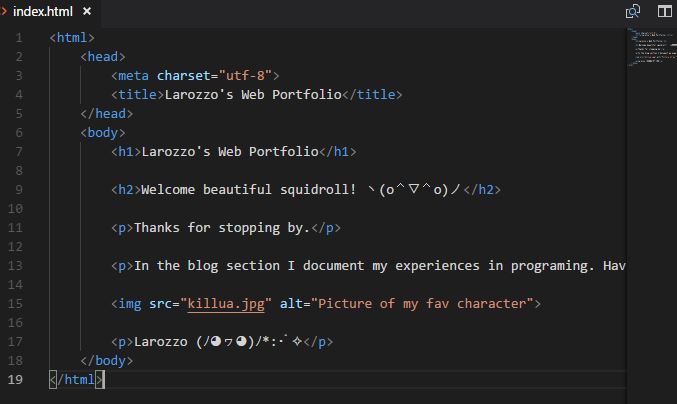 index.html
1 <html>
2 <head>
3 <meta charset="utf-8">
4 <title>Larozzo's Web Portfolio</title>
5 </head>
6 <body>
7 <h1>Larozzo's Web Portfolio</h1>
8
9 <h2>Welcome beautiful squidroll! ヽ(o＾▽＾o)ノ</h2>
10
11 <p>Thanks for stopping by.</p>
12
13 <p>In the blog section I document my experiences in programing. Hav
14
15 <img src="killua.jpg" alt="Picture of my fav character">
16
17 <p>Larozzo (ﾉ◕ヮ◕)ﾉ*:･ﾟ✧</p>
18 </body>
19 </html>